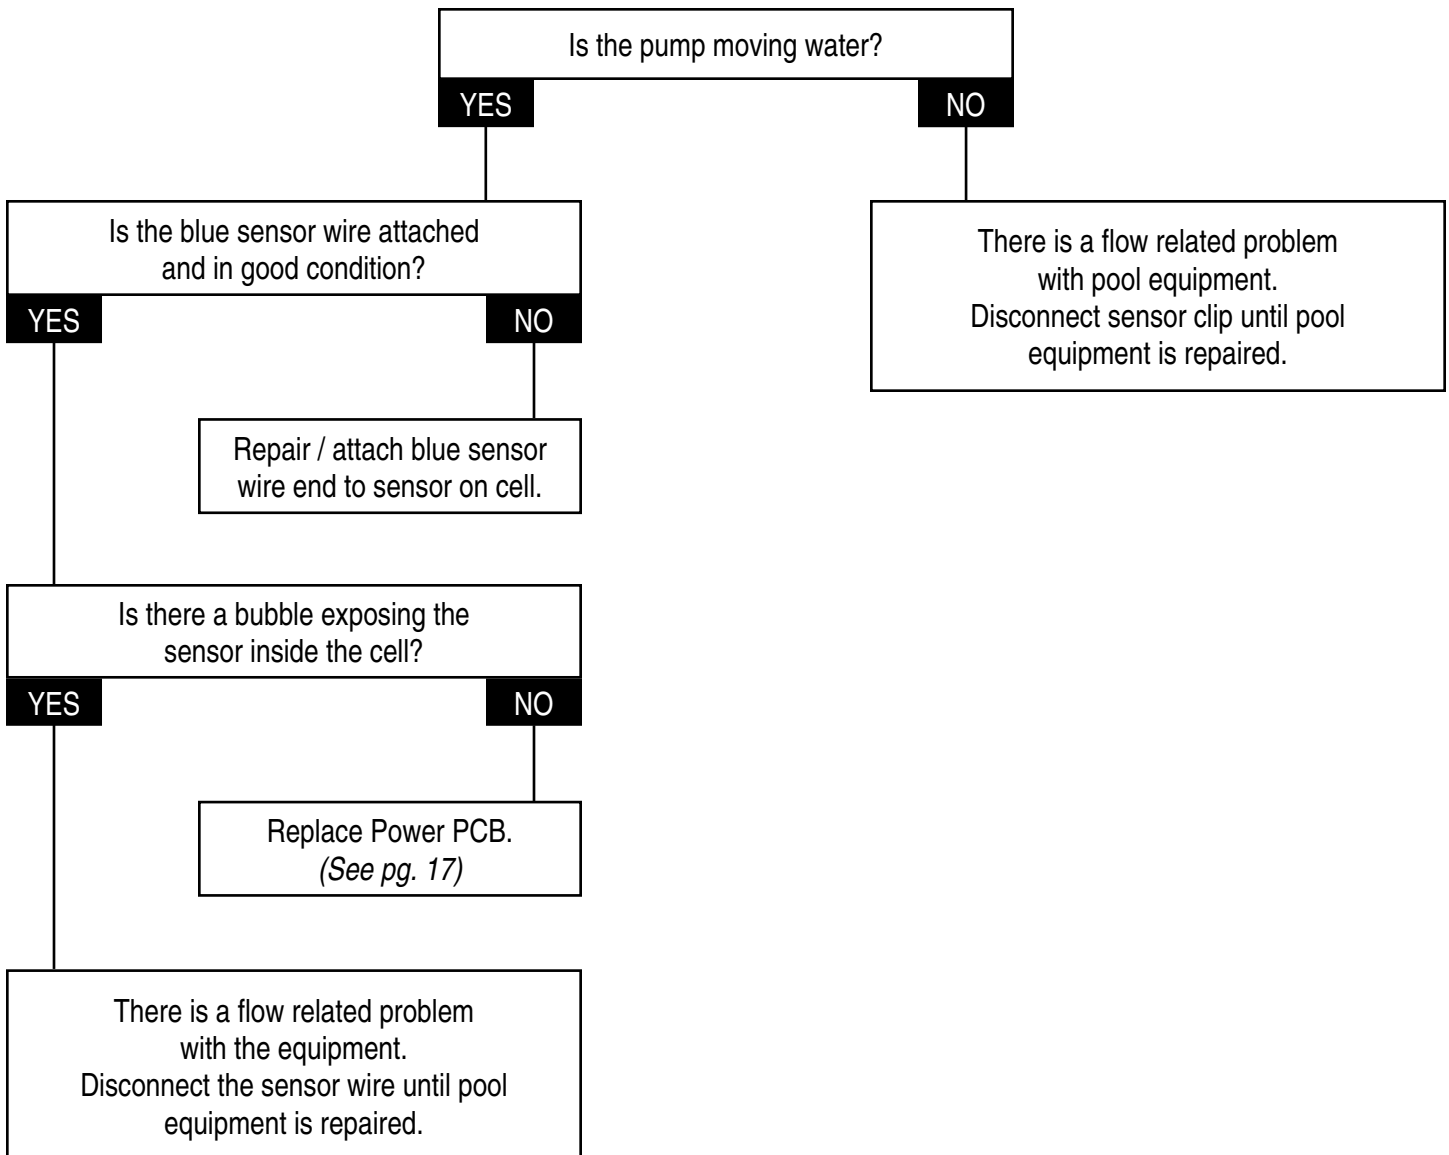 Is the pump moving water?
YES
NO
Is the blue sensor wire attached
and in good condition?
YES
NO
There is a flow related problem
with pool equipment.
Disconnect sensor clip until pool
equipment is repaired.
Repair / attach blue sensor
wire end to sensor on cell.
Is there a bubble exposing the
sensor inside the cell?
YES
NO
Replace Power PCB.
(See pg. 17)
There is a flow related problem
with the equipment.
Disconnect the sensor wire until pool
equipment is repaired.